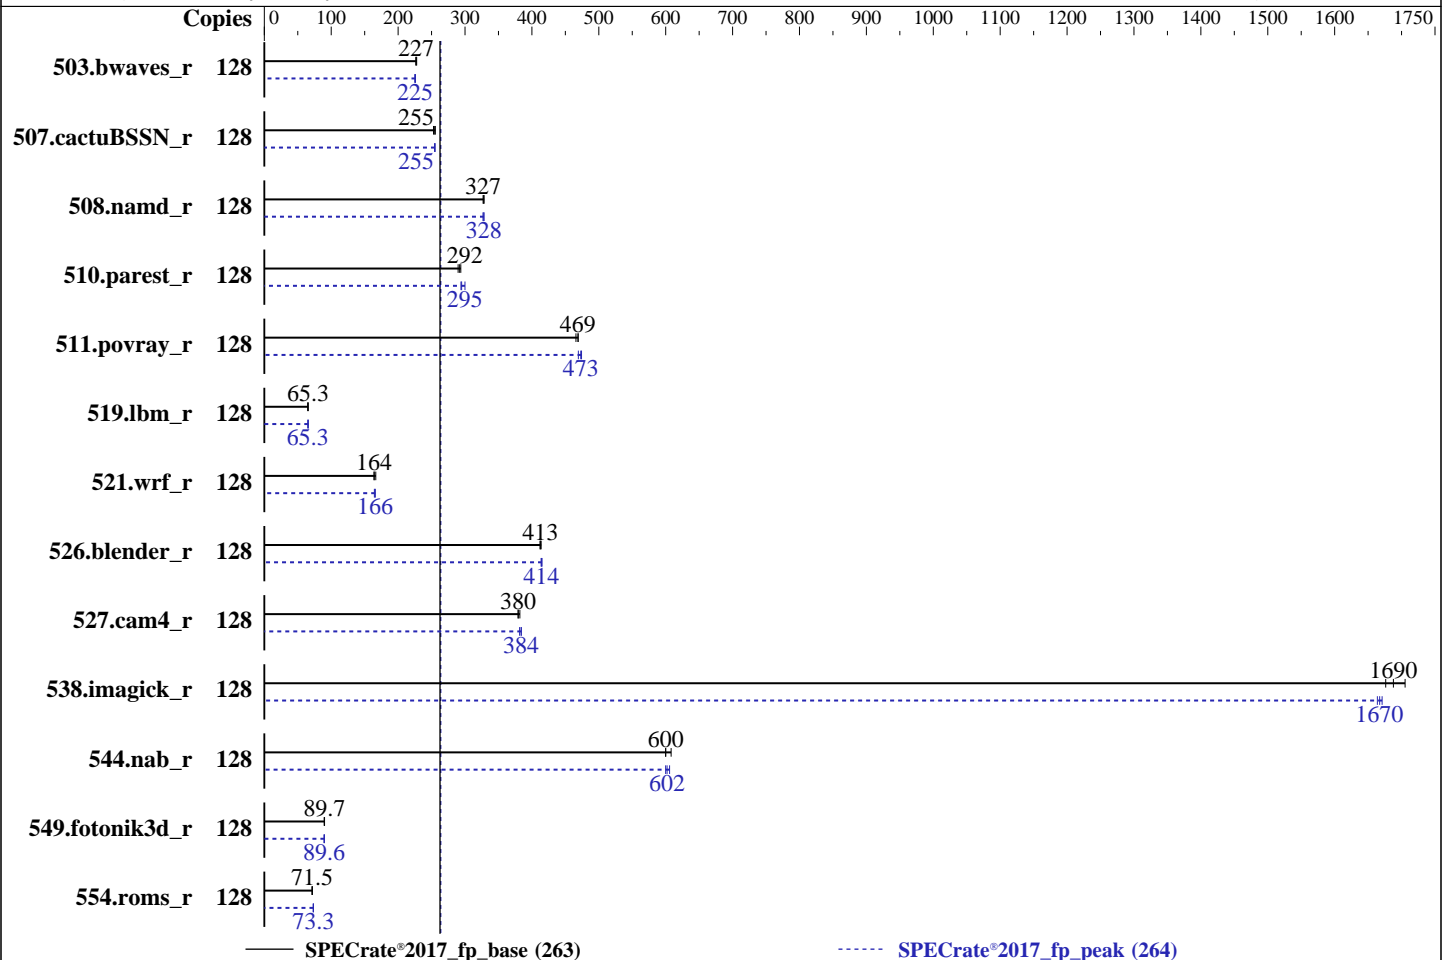 Copies 0 100 200 300 400 500 600 700 800 900 1000 1100 1200 1300 1400 1500 1600 1750
503.bwaves_r 128 227
225
507.cactuBSSN_r 128 255
255
508.namd_r 128 327
328
510.parest_r 128 292
295
511.povray_r 128 469
473
519.lbm_r 128 65.3
65.3
521.wrf_r 128 164
166
526.blender_r 128 413
414
527.cam4_r 128 380
384
538.imagick_r 128 1690
1670
544.nab_r 128 600
602
549.fotonik3d_r 128 89.7
89.6
554.roms_r 128 71.5
73.3
SPECrate®2017_fp_base (263) SPECrate®2017_fp_peak (264)